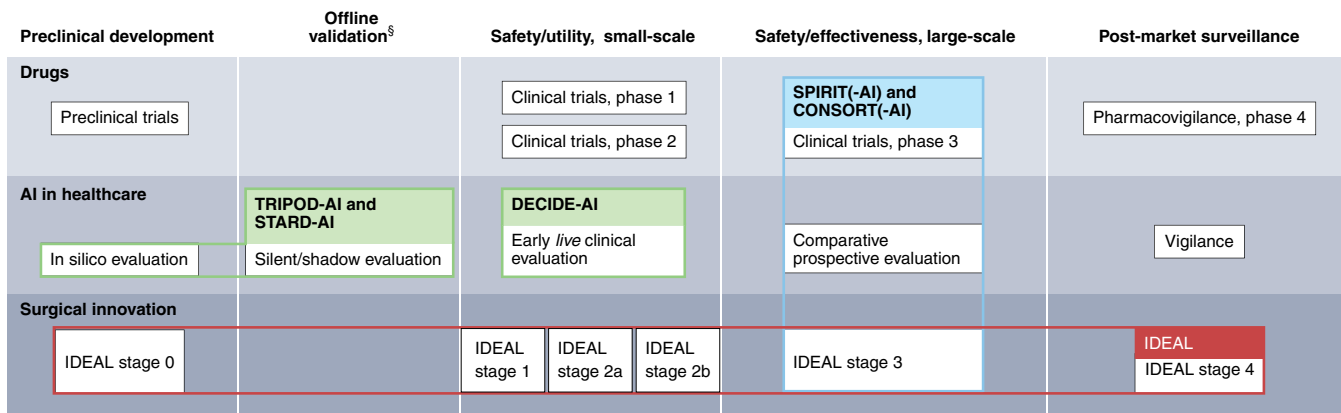 Preclinical development
Offline
validation§
Safety/utility, small-scale
Safety/effectiveness, large-scale
Post-market surveillance
Drugs
Preclinical trials
Clinical trials, phase 1
Clinical trials, phase 2
SPIRIT(-AI) and
CONSORT(-AI)
Clinical trials, phase 3
Pharmacovigilance, phase 4
AI in healthcare
In silico evaluation
TRIPOD-AI and
STARD-AI
Silent/shadow evaluation
DECIDE-AI
Early live clinical
evaluation
Comparative
prospective evaluation
Vigilance
Surgical innovation
IDEAL stage 0
IDEAL
stage 1
IDEAL
stage 2a
IDEAL
stage 2b
IDEAL stage 3
IDEAL
IDEAL stage 4